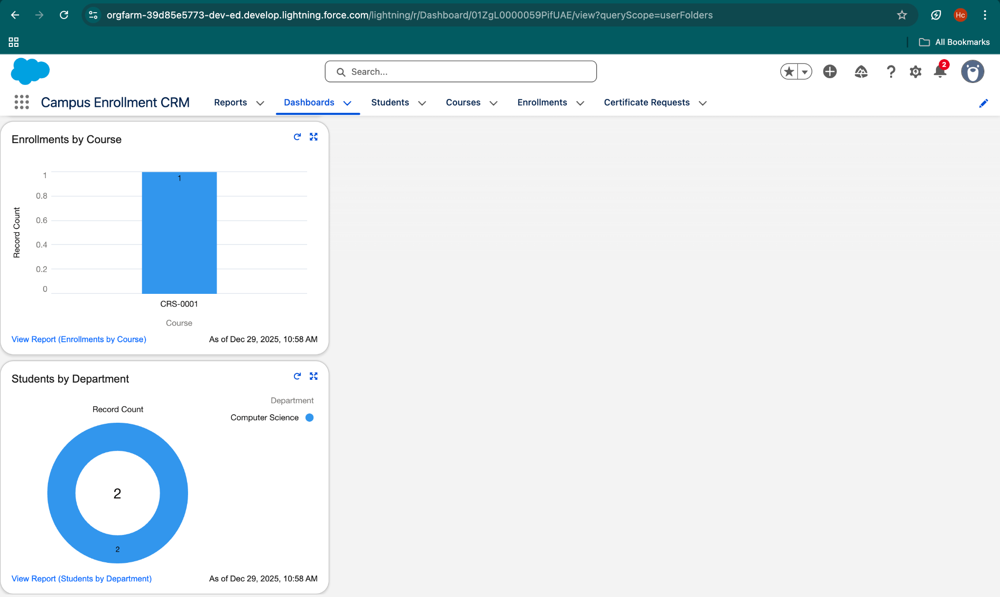 orgfarm-39d85e5773-dev-ed.develop.lightning.force.com/lightning/r/Dashboard/01ZgL0000059PifUAE/view?queryScope=userFolders
Hc
All Bookmarks
Search...
2
Campus Enrollment CRM
Reports
Dashboards
Students
Courses
Enrollments
Certificate Requests
Enrollments by Course
Record Count
1
0.8
0.6
0.4
0.2
0
1
CRS-0001
Course
View Report (Enrollments by Course)
As of Dec 29, 2025, 10:58 AM
Students by Department
Department
Computer Science
Record Count
2
2
View Report (Students by Department)
As of Dec 29, 2025, 10:58 AM